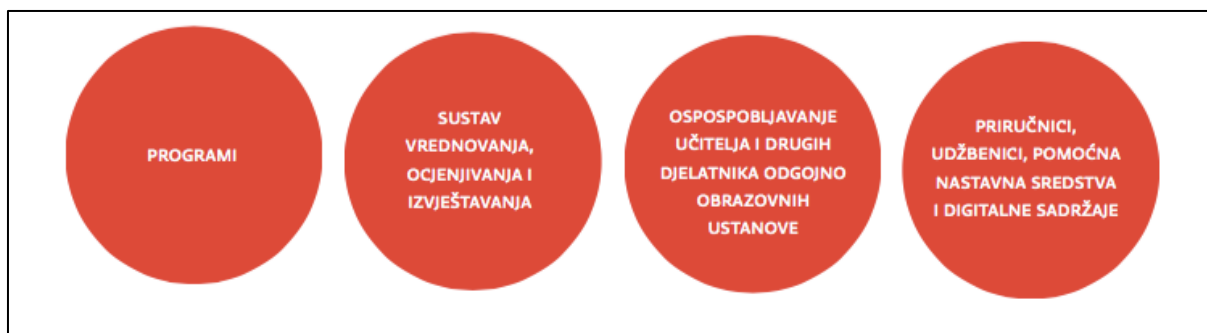 PROGRAMI
SUSTAV
VREDNOVANJA,
OCJENJIVANJA I
IZVJEŠTAVANJA
OSPOSPOBLJAVANJE
UČITELJA I DRUGIH
DJELATNIKA ODGOJNO
OBRAZOVNIH
USTANOVE
PRIRUČNICI,
UDŽBENICI, POMOĆNA
NASTAVNA SREDSTVA
I DIGITALNE SADRŽAJE